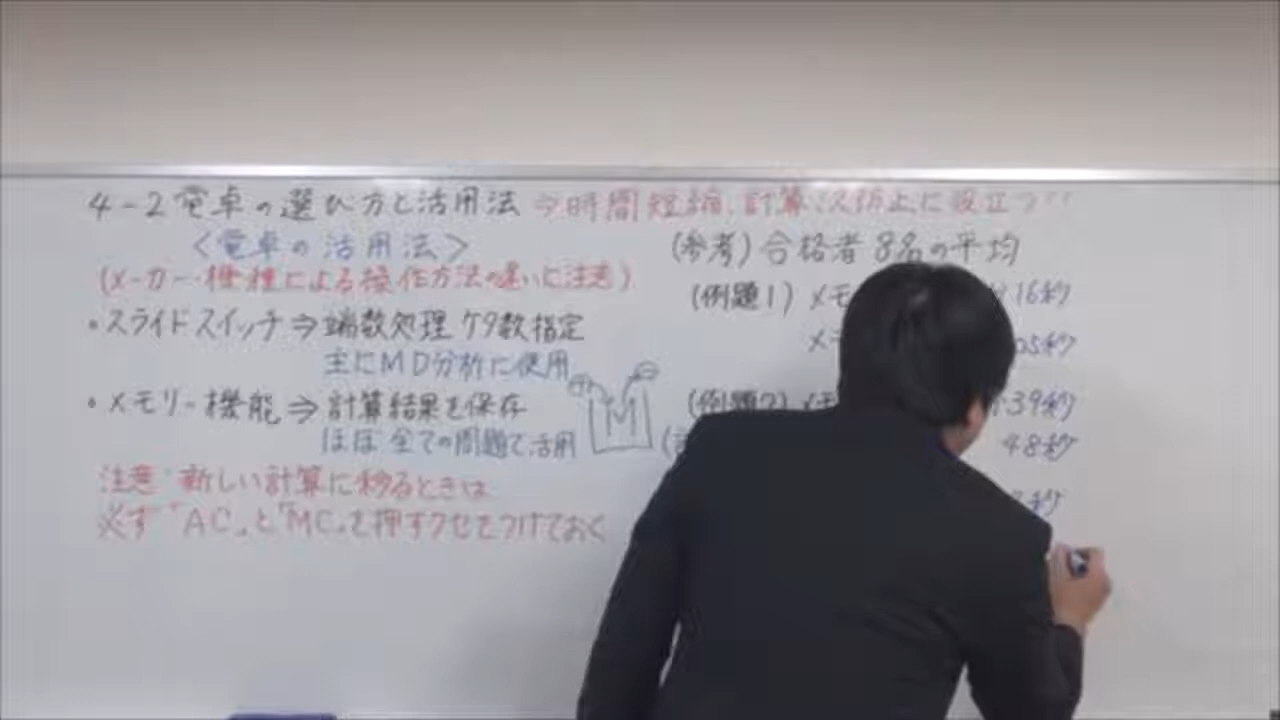 4-2 電卓の選び方と活用法 ⇒時間短縮、計算ミス防止に役立つ
<電卓の活用法>
(メーカー・機種による操作方法の違いに注意)
・スライドスイッチ⇒端数処理 ケタ数指定
主にMD分析に使用
・メモリー機能⇒計算結果を保存
ほぼ全ての問題で活用
+ -
M
注意 新しい計算に移るときは
必ず「AC」と「MC」を押すクセをつけておく
(参考) 合格者8名の平均
(例題1) メモ 16秒
メモ 05秒
(例題2) メモ 39秒
48秒
秒